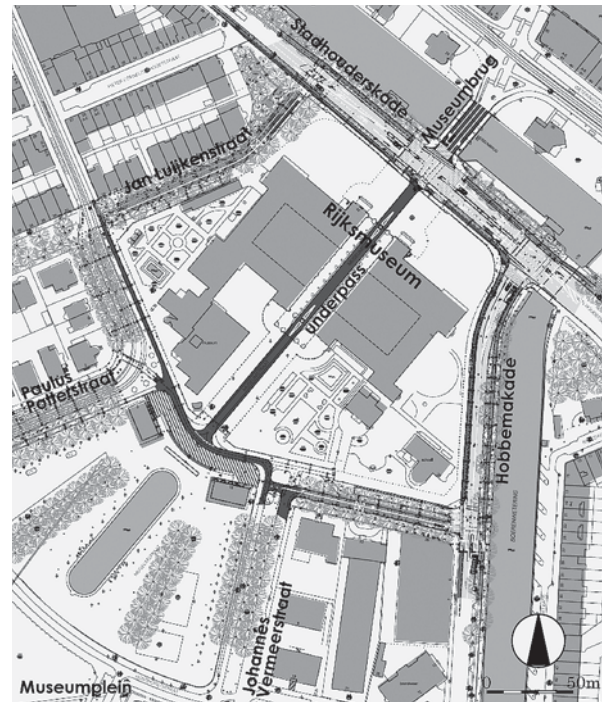 Stadhouderskade
Museumbrug
Jan Luijkenstraat
Rijksmuseum
underpass
Paulus
Potterstraat
Hobbemakade
Johannes
Vermeerstraat
Museumplein
0 50m